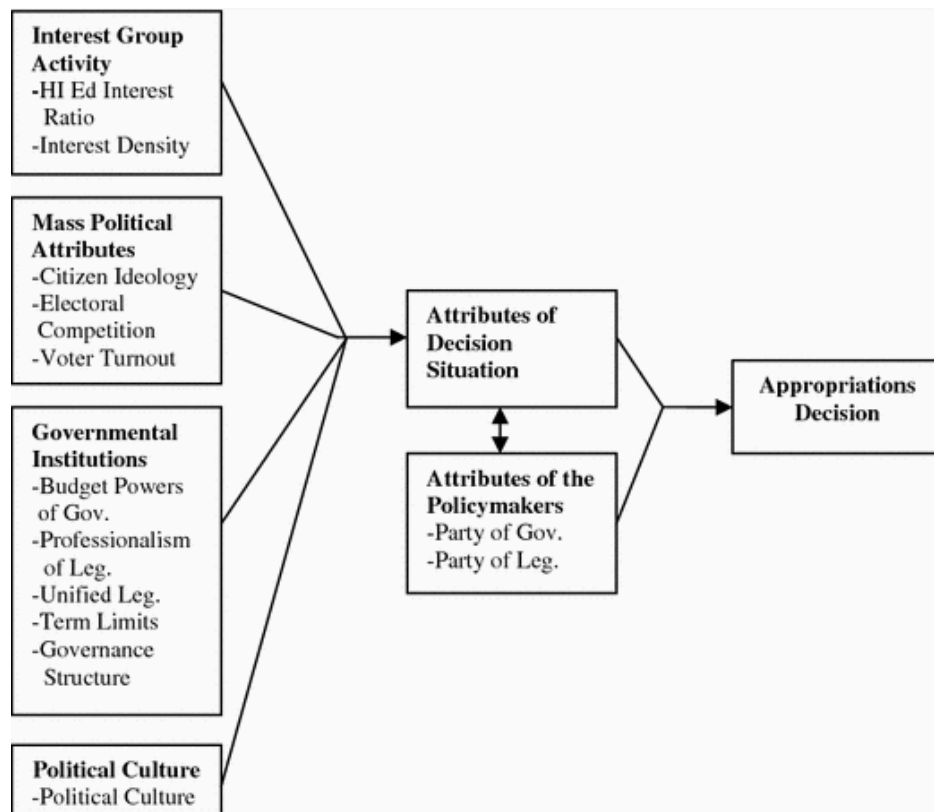 Interest Group
Activity
-HI Ed Interest
Ratio
-Interest Density
Mass Political
Attributes
-Citizen Ideology
-Electoral
Competition
-Voter Turnout
Governmental
Institutions
-Budget Powers
of Gov.
-Professionalism
of Leg.
-Unified Leg.
-Term Limits
-Governance
Structure
Political Culture
-Political Culture
Attributes of
Decision
Situation
Attributes of the
Policymakers
-Party of Gov.
-Party of Leg.
Appropriations
Decision